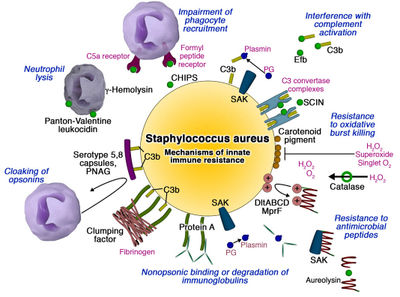 Impairment of
phagocyte
recruitment
Interference with
complement
activation
C5a receptor
Formyl
peptide
receptor
Plasmin
PG
Efb
C3b
Neutrophil
lysis
C3b
CHIPS
SAK
C3 convertase
complexes
SCIN
γ-Hemolysin
Panton-Valentine
leukocidin
Staphylococcus aureus
Mechanisms of innate
immune resistance
Carotenoid
pigment
Resistance
to oxidative
burst killing
H2O2
Superoxide
Singlet O2
Serotype 5,8
capsules,
PNAG
C3b
H2O2
O2
H2O2
Catalase
Cloaking of
opsonins
C3b
DltABCD
MprF
Clumping
factor
Fibrinogen
Protein A
SAK
PG
Plasmin
Resistance to
antimicrobial
peptides
SAK
Aureolysin
Nonopsonic binding or degradation of
immunoglobulins